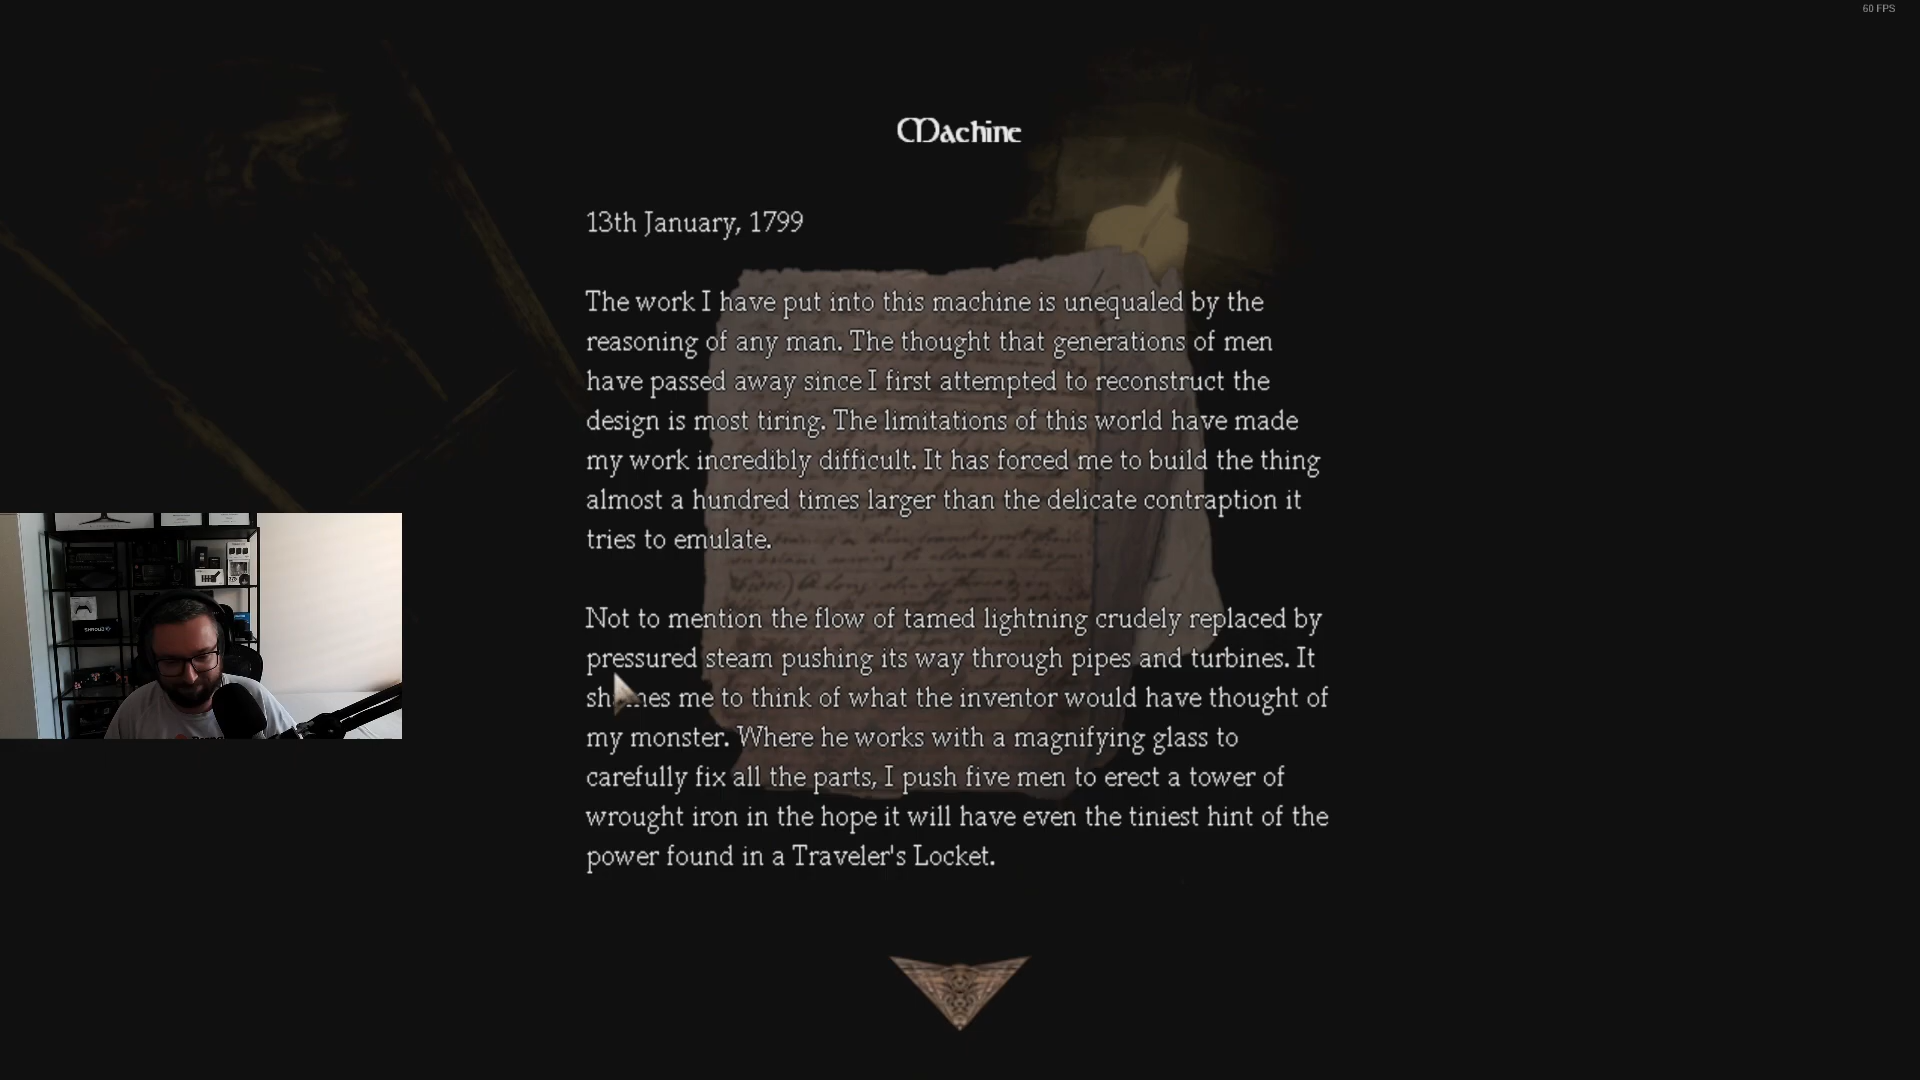 60 FPS
Machine
13th January, 1799
The work I have put into this machine is unequaled by the
reasoning of any man. The thought that generations of men
have passed away since I first attempted to reconstruct the
design is most tiring. The limitations of this world have made
my work incredibly difficult. It has forced me to build the thing
almost a hundred times larger than the delicate contraption it
tries to emulate.
Not to mention the flow of tamed lightning crudely replaced by
pressured steam pushing its way through pipes and turbines. It
shames me to think of what the inventor would have thought of
my monster. Where he works with a magnifying glass to
carefully fix all the parts, I push five men to erect a tower of
wrought iron in the hope it will have even the tiniest hint of the
power found in a Traveler's Locket.